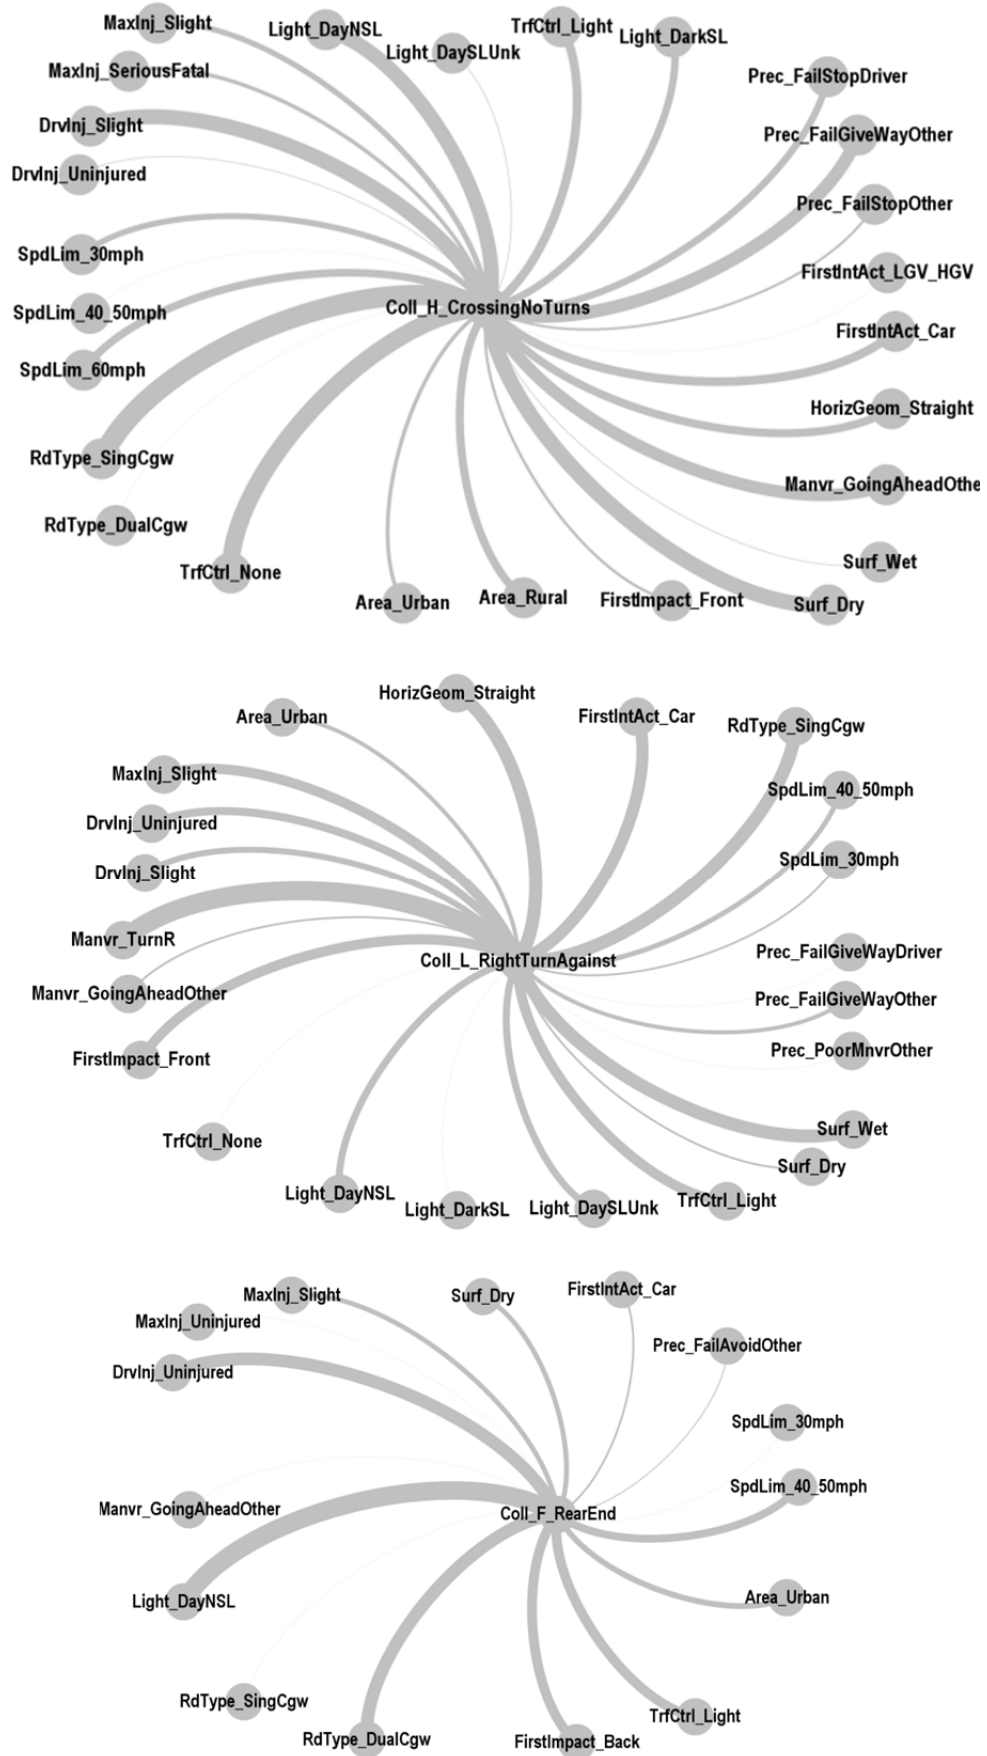 MaxInj_Slight
Light_DayNSL
TrfCtrl_Light
Light_DarkSL
Light_DaySLUnk
MaxInj_SeriousFatal
Prec_FailStopDriver
DrvInj_Slight
Prec_FailGiveWayOther
DrvInj_Uninjured
Prec_FailStopOther
SpdLim_30mph
FirstIntAct_LGV_HGV
Coll_H_CrossingNoTurns
SpdLim_40_50mph
FirstIntAct_Car
SpdLim_60mph
HorizGeom_Straight
RdType_SingCgw
Manvr_GoingAheadOthe
RdType_DualCgw
Surf_Wet
TrfCtrl_None
Area_Urban
Area_Rural
FirstImpact_Front
Surf_Dry
HorizGeom_Straight
Area_Urban
FirstIntAct_Car
RdType_SingCgw
MaxInj_Slight
SpdLim_40_50mph
DrvInj_Uninjured
SpdLim_30mph
DrvInj_Slight
Manvr_TurnR
Prec_FailGiveWayDriver
Coll_L_RightTurnAgainst
Manvr_GoingAheadOther
Prec_FailGiveWayOther
FirstImpact_Front
Prec_PoorMnvrOther
Surf_Wet
TrfCtrl_None
Surf_Dry
Light_DayNSL
Light_DarkSL
Light_DaySLUnk
TrfCtrl_Light
MaxInj_Slight
Surf_Dry
FirstIntAct_Car
MaxInj_Uninjured
Prec_FailAvoidOther
DrvInj_Uninjured
SpdLim_30mph
SpdLim_40_50mph
Manvr_GoingAheadOther
Coll_F_RearEnd
Light_DayNSL
Area_Urban
RdType_SingCgw
TrfCtrl_Light
RdType_DualCgw
FirstImpact_Back